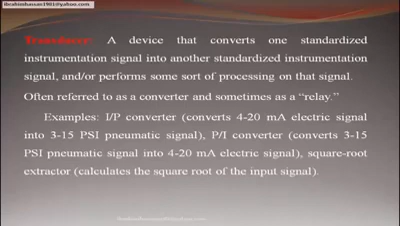 ibrahimhassan1961@yahoo.com
Transducer: A device that converts one standardized
instrumentation signal into another standardized instrumentation
signal, and/or performs some sort of processing on that signal.
Often referred to as a converter and sometimes as a “relay.”
Examples: I/P converter (converts 4-20 mA electric signal
into 3-15 PSI pneumatic signal), P/I converter (converts 3-15
PSI pneumatic signal into 4-20 mA electric signal), square-root
extractor (calculates the square root of the input signal).